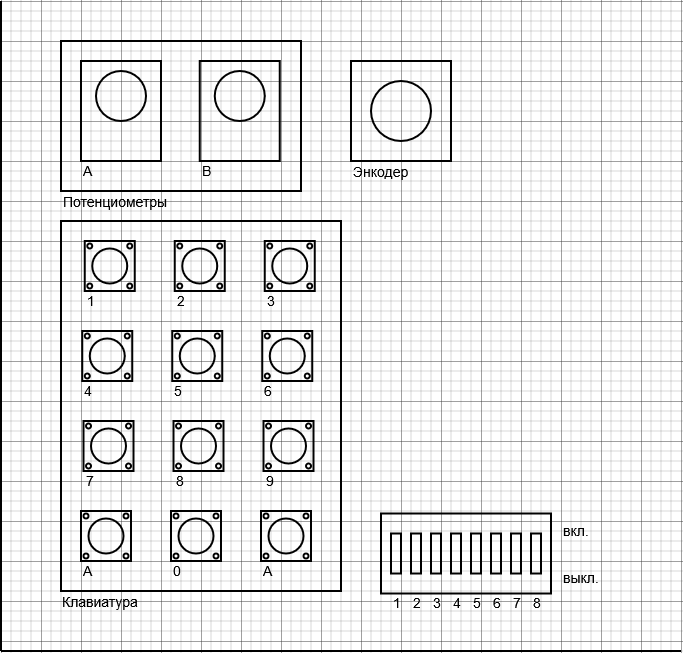 A B
Энкодер
Потенциометры
1 2 3
4 5 6
7 8 9
A 0 A
Клавиатура
вкл.
выкл.
1 2 3 4 5 6 7 8